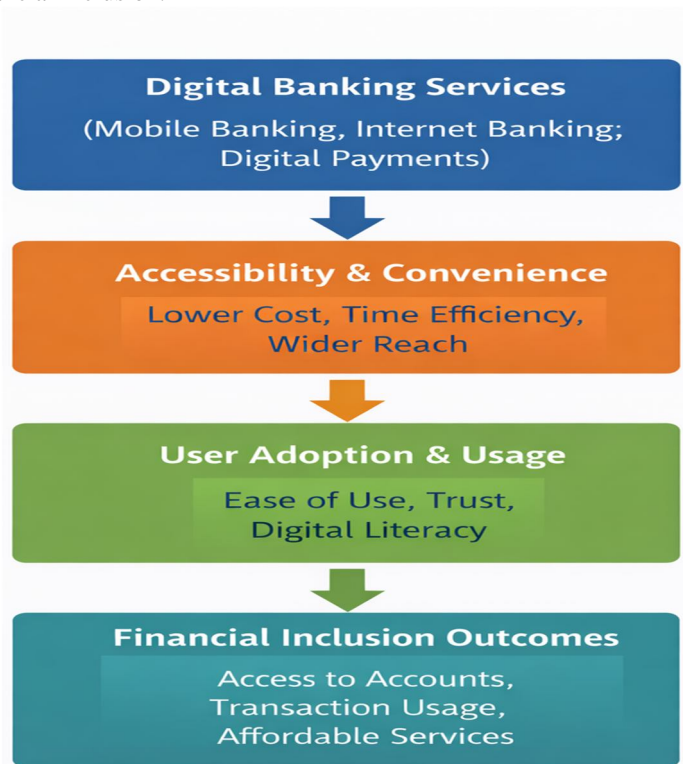 Digital Banking Services
(Mobile Banking, Internet Banking;
Digital Payments)
Accessibility & Convenience
Lower Cost, Time Efficiency,
Wider Reach
User Adoption & Usage
Ease of Use, Trust,
Digital Literacy
Financial Inclusion Outcomes
Access to Accounts,
Transaction Usage,
Affordable Services